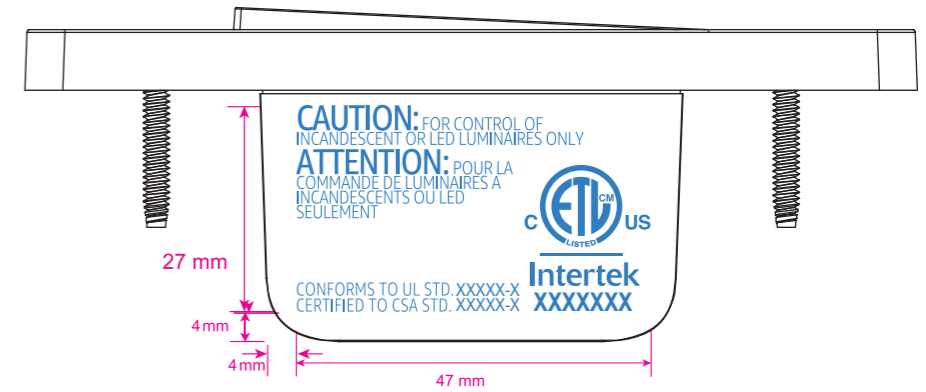 CAUTION: FOR CONTROL OF
INCANDESCENT OR LED LUMINAIRES ONLY
ATTENTION: POUR LA
COMMANDE DE LUMINAIRES A
INCANDESCENTS OU LED
SEULEMENT
C ETL CM US
LISTED
27 mm
Intertek
CONFORMS TO UL STD. XXXXX-X
CERTIFIED TO CSA STD. XXXXX-X
XXXXXXX
4 mm
4 mm
47 mm